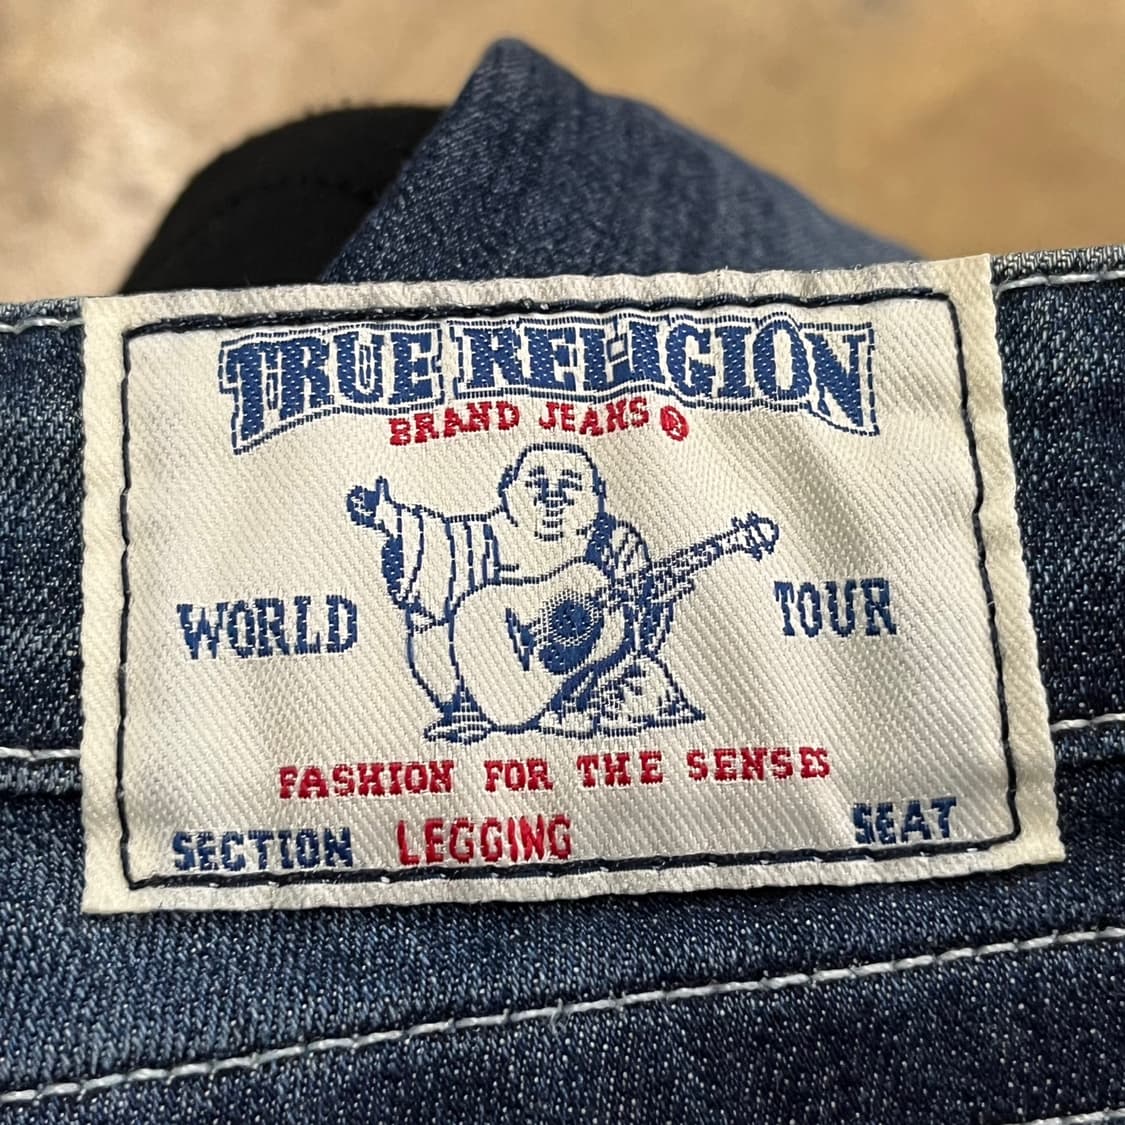 TRUE RELIGION
BRAND JEANS®
WORLD TOUR
FASHION FOR THE SENSES
SECTION LEGGING SEAT